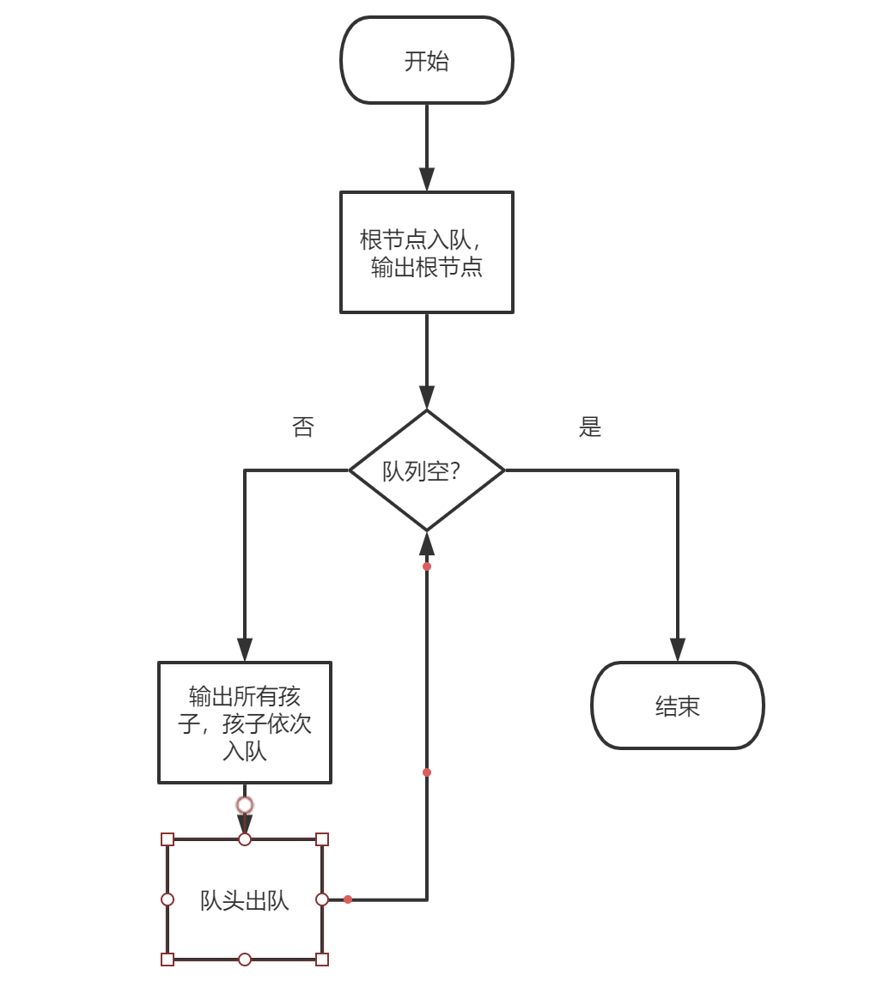 开始
根节点入队，
输出根节点
否
是
队列空？
输出所有孩
子，孩子依次
入队
结束
队头出队